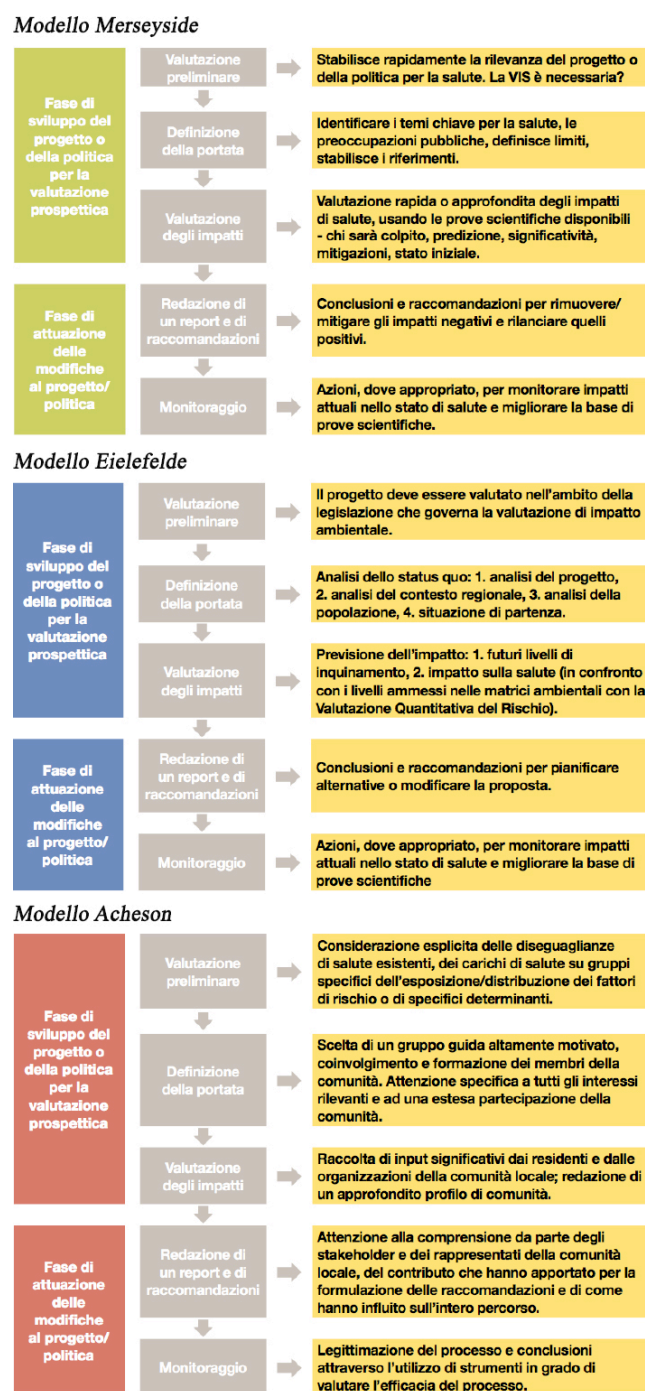 Modello Merseyside
Fase di
sviluppo del
progetto o
della politica
per la
valutazione
prospettica
Valutazione
preliminare
Stabilisce rapidamente la rilevanza del progetto o
della politica per la salute. La VIS è necessaria?
Definizione
della portata
Identificare i temi chiave per la salute, le
preoccupazioni pubbliche, definisce limiti,
stabilisce i riferimenti.
Valutazione
degli impatti
Valutazione rapida o approfondita degli impatti
di salute, usando le prove scientifiche disponibili
- chi sarà colpito, predizione, significatività,
mitigazioni, stato iniziale.
Fase di
attuazione
delle
modifiche
al progetto/
politica
Redazione di
un report e di
raccomandazioni
Conclusioni e raccomandazioni per rimuovere/
mitigare gli impatti negativi e rilanciare quelli
positivi.
Monitoraggio
Azioni, dove appropriato, per monitorare impatti
attuali nello stato di salute e migliorare la base di
prove scientifiche.
Modello Eielefelde
Fase di
sviluppo del
progetto o
della politica
per la
valutazione
prospettica
Valutazione
preliminare
Il progetto deve essere valutato nell'ambito della
legislazione che governa la valutazione di impatto
ambientale.
Definizione
della portata
Analisi dello status quo: 1. analisi del progetto,
2. analisi del contesto regionale, 3. analisi della
popolazione, 4. situazione di partenza.
Valutazione
degli impatti
Previsione dell'impatto: 1. futuri livelli di
inquinamento, 2. impatto sulla salute (in confronto
con i livelli ammessi nelle matrici ambientali con la
Valutazione Quantitativa del Rischio).
Fase di
attuazione
delle
modifiche
al progetto/
politica
Redazione di
un report e di
raccomandazioni
Conclusioni e raccomandazioni per pianificare
alternative o modificare la proposta.
Monitoraggio
Azioni, dove appropriato, per monitorare impatti
attuali nello stato di salute e migliorare la base di
prove scientifiche
Modello Acheson
Fase di
sviluppo del
progetto o
della politica
per la
valutazione
prospettica
Valutazione
preliminare
Considerazione esplicita delle diseguaglianze
di salute esistenti, dei carichi di salute su gruppi
specifici dell'esposizione/distribuzione dei fattori
di rischio o di specifici determinanti.
Definizione
della portata
Scelta di un gruppo guida altamente motivato,
coinvolgimento e formazione dei membri della
comunità. Attenzione specifica a tutti gli interessi
rilevanti e ad una estesa partecipazione della
comunità.
Valutazione
degli impatti
Raccolta di input significativi dai residenti e dalle
organizzazioni della comunità locale; redazione di
un approfondito profilo di comunità.
Fase di
attuazione
delle
modifiche
al progetto/
politica
Redazione di
un report e di
raccomandazioni
Attenzione alla comprensione da parte degli
stakeholder e dei rappresentati della comunità
locale, del contributo che hanno apportato per la
formulazione delle raccomandazioni e di come
hanno influito sull'intero percorso.
Monitoraggio
Legittimazione del processo e conclusioni
attraverso l'utilizzo di strumenti in grado di
valutare l'efficacia del processo.